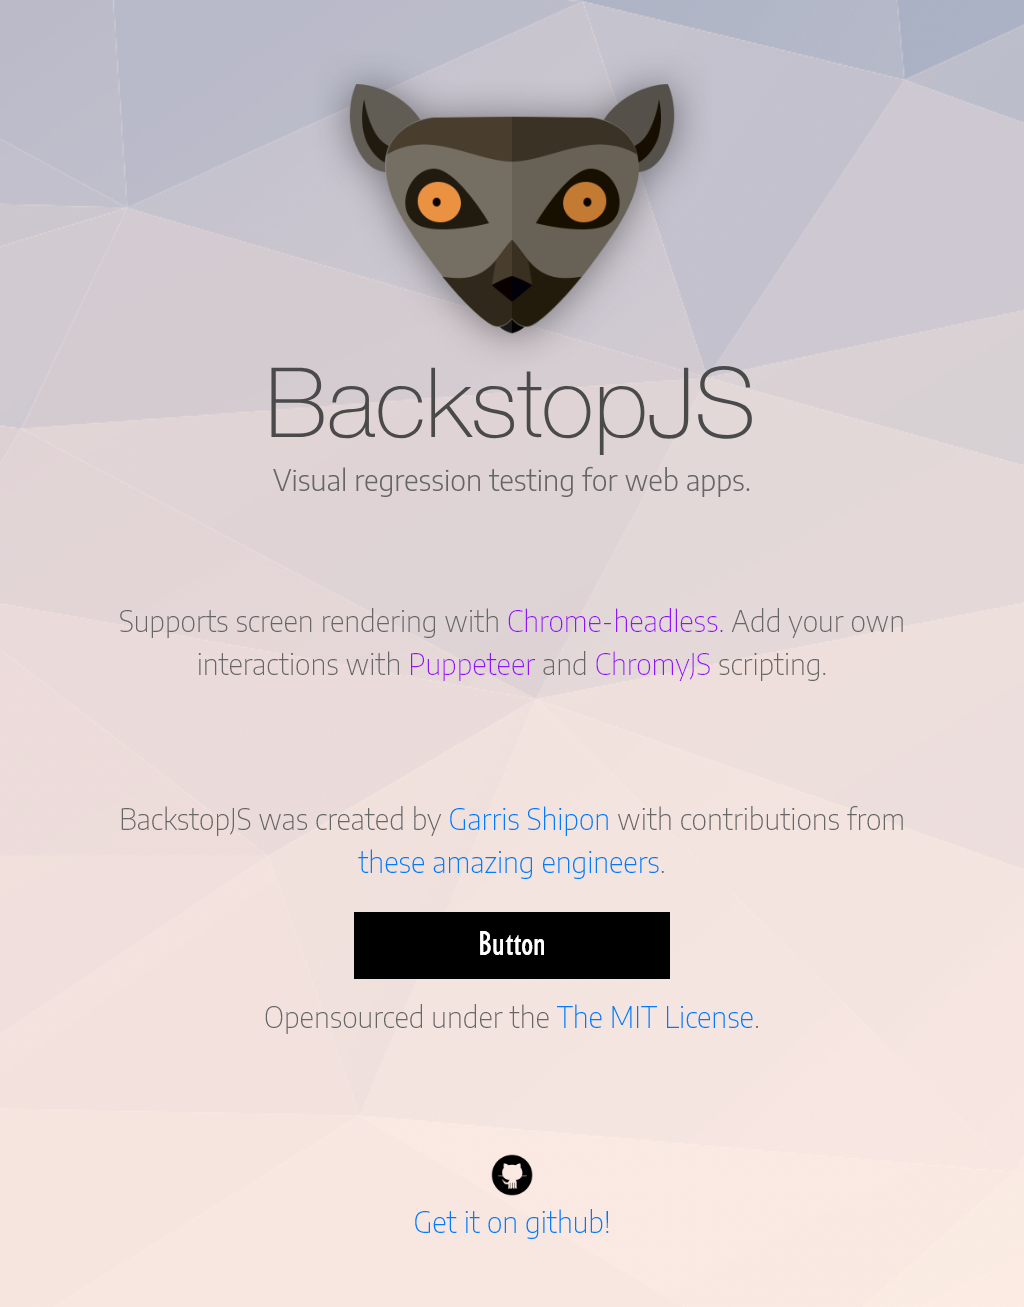 BackstopJS
Visual regression testing for web apps.
Supports screen rendering with Chrome-headless. Add your own
interactions with Puppeteer and ChromyJS scripting.
BackstopJS was created by Garris Shipon with contributions from
these amazing engineers.
Button
Opensourced under the The MIT License.
Get it on github!